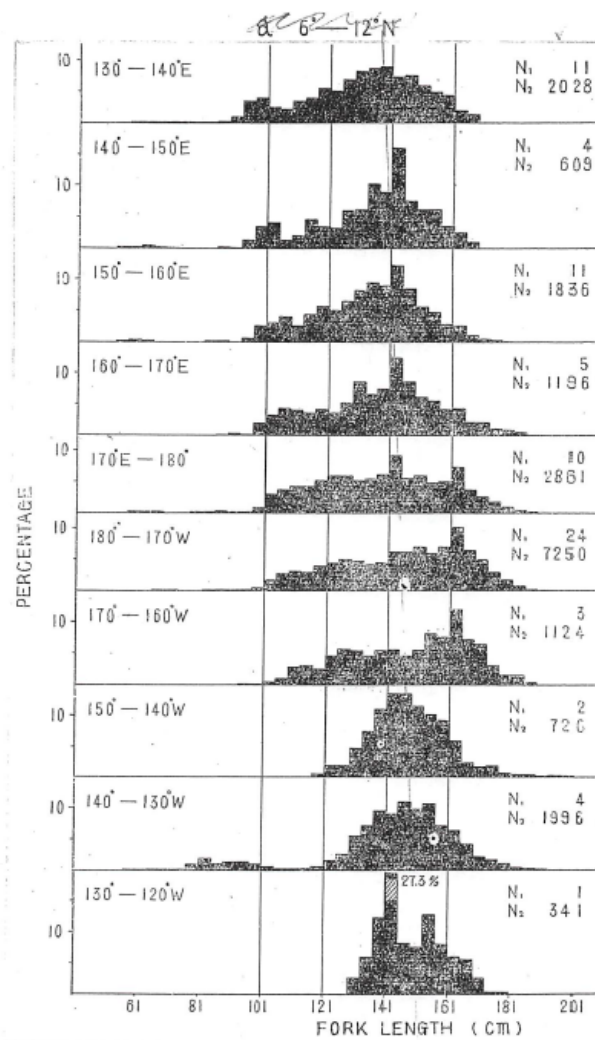 6°—12°N
10
130°—140°E
N₁ 11
N₂ 2028
140°—150°E
N₁ 4
N₂ 609
10
150°—160°E
N₁ 11
N₂ 1836
10
160°—170°E
N₁ 5
N₂ 1196
10
170°E—180°
N₁ 10
N₂ 2861
10
180°—170°W
N₁ 24
N₂ 7250
10
170°—160°W
N₁ 3
N₂ 1124
10
150°—140°W
N₁ 2
N₂ 726
10
140°—130°W
N₁ 4
N₂ 1996
10
130°—120°W
27.3%
N₁ 1
N₂ 341
10
PERCENTAGE
61 81 101 121 141 161 181 201
FORK LENGTH (Cm)